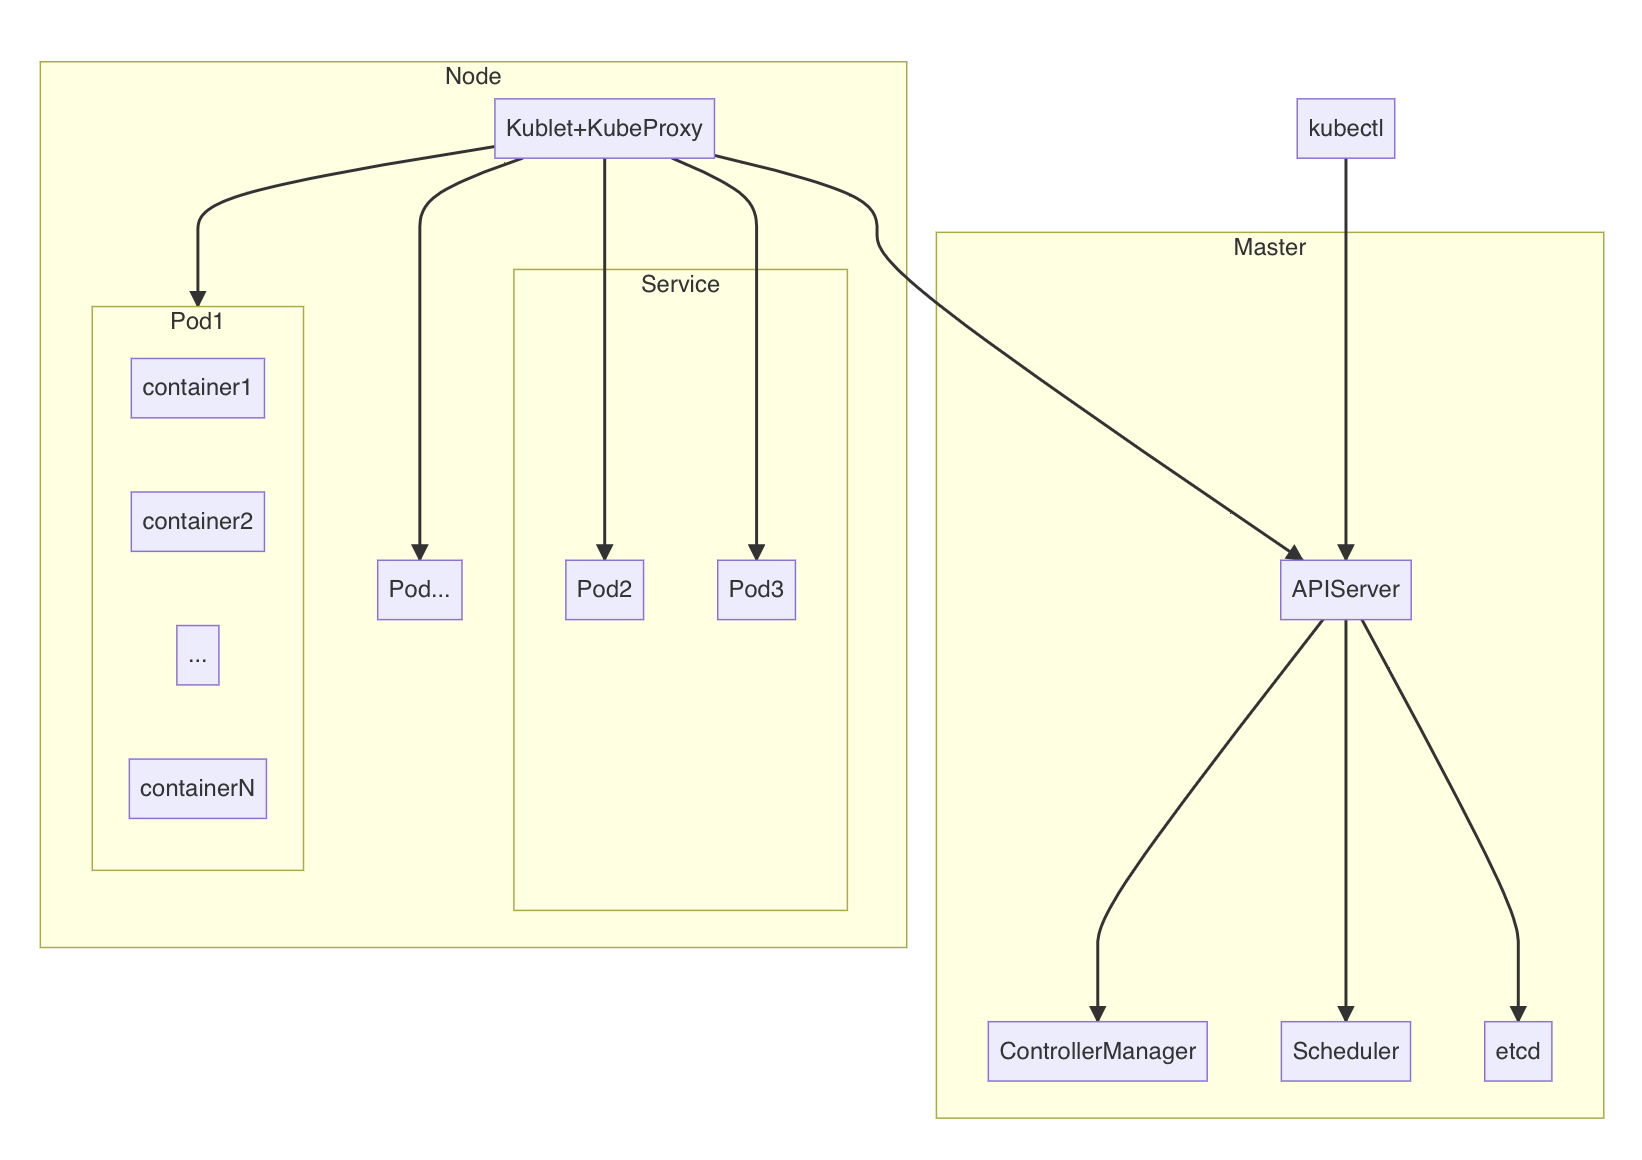 Node
Kublet+KubeProxy
kubectl
Master
Service
Pod1
container1
container2
Pod...
Pod2
Pod3
APIServer
...
containerN
ControllerManager
Scheduler
etcd